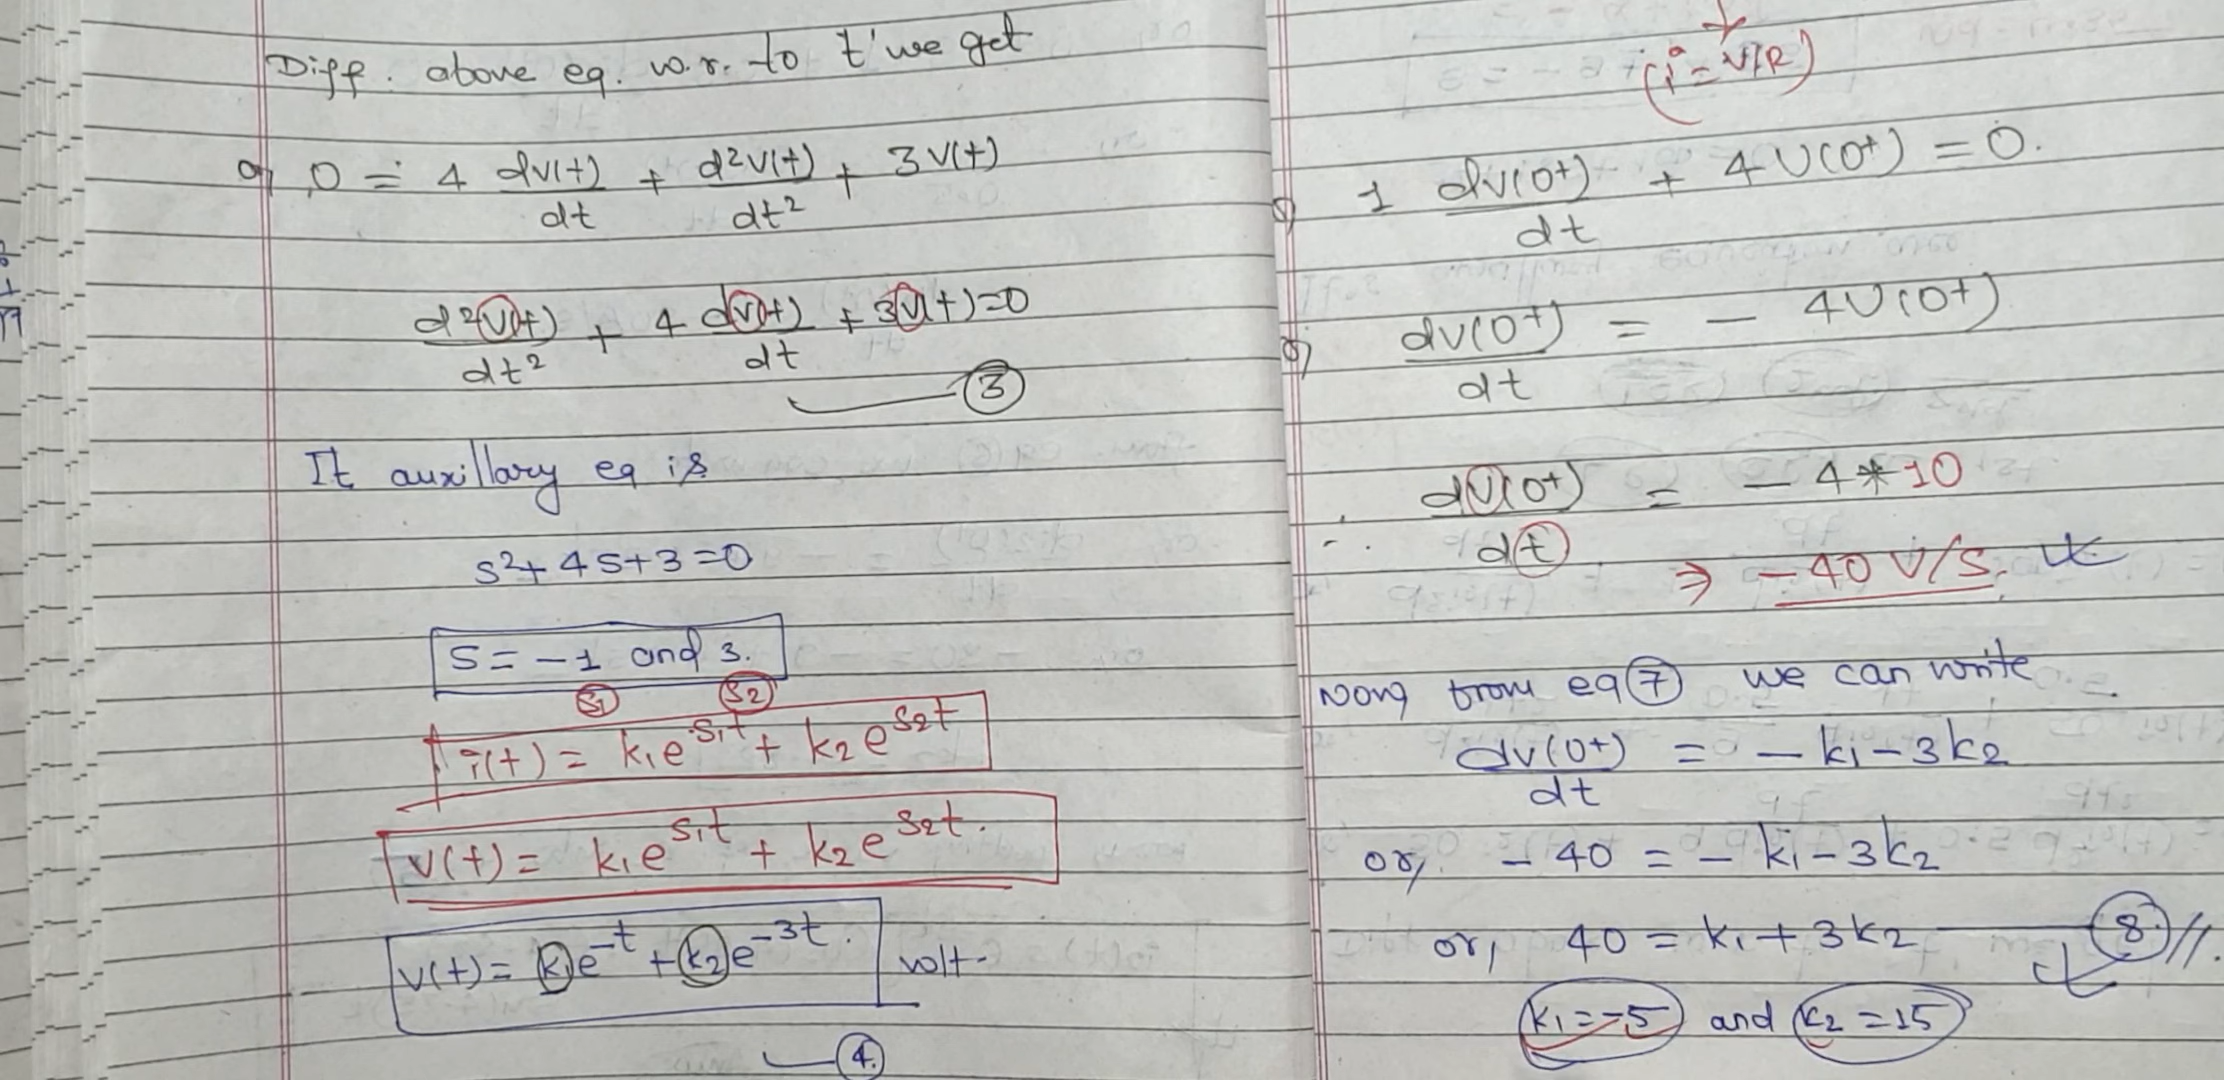 Diff. above eq. w.r. to t' we get
or, 0 = 4 dv(t)/dt + d²v(t)/dt² + 3v(t)
d²v(t)/dt² + 4 dv(t)/dt + 3v(t)=0
③
It auxillary eq is
s²+4s+3=0
S = -1 and 3.
S1 S2
i(t) = k₁e^s₁t + k₂e^s₂t
v(t) = k₁e^s₁t + k₂e^s₂t.
v(t) = k₁e^-t + k₂e^-3t. volt.
④
(i = V/R)
or, 1 dv(0+)/dt + 4V(0+) = 0.
or, dv(0+)/dt = - 4V(0+)
∴ dv(0+)/dt = - 4*10
⇒ -40 V/S.
Now from eq ⑦ we can write
dv(0+)/dt = - k₁ - 3k₂
or, - 40 = - k₁ - 3k₂
or, 40 = k₁ + 3k₂ ⑧ //.
k₁ = -5 and k₂ = 15